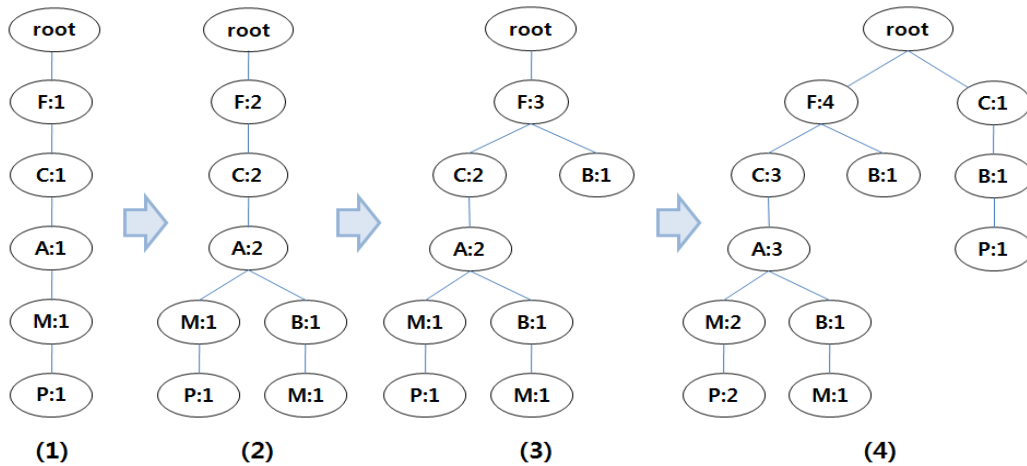 root root root root
F:1 F:2 F:3 F:4 C:1
C:1 C:2 C:2 B:1 C:3 B:1 B:1
A:1 A:2 A:2 A:3 P:1
M:1 M:1 B:1 M:1 B:1 M:2 B:1
P:1 P:1 M:1 P:1 M:1 P:2 M:1
(1) (2) (3) (4)